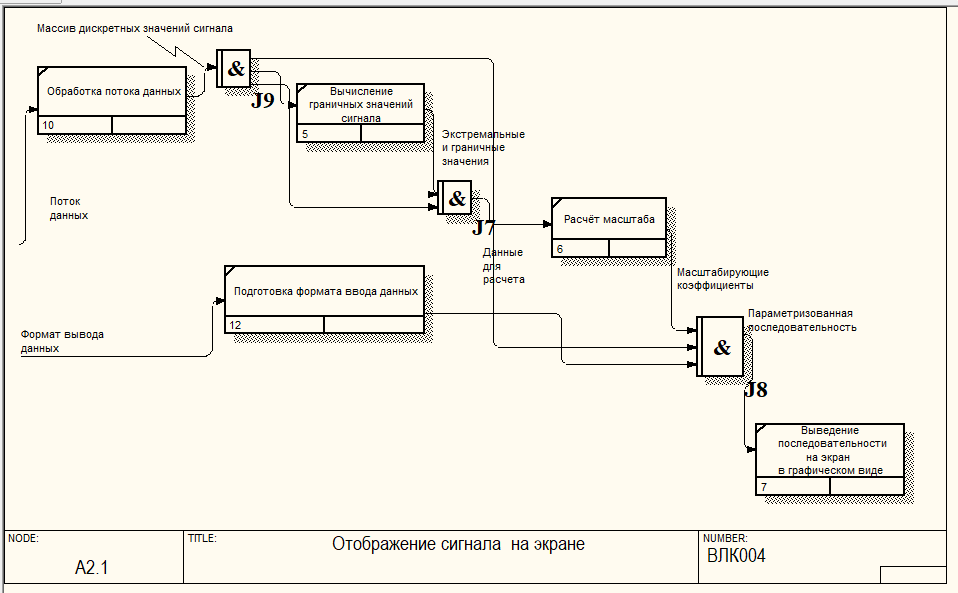 Массив дискретных значений сигнала
&
J9
Обработка потока данных
10
Вычисление
граничных значений
сигнала
5
Экстремальные
и граничные
значения
&
J7
Поток
данных
Расчёт масштаба
6
Данные
для
расчета
Масштабирующие
коэффициенты
Подготовка формата ввода данных
12
Формат вывода
данных
Параметризованная
последовательность
&
J8
Выведение
последовательности
на экран
в графическом виде
7
NODE:
A2.1
TITLE:
Отображение сигнала на экране
NUMBER:
ВЛК004